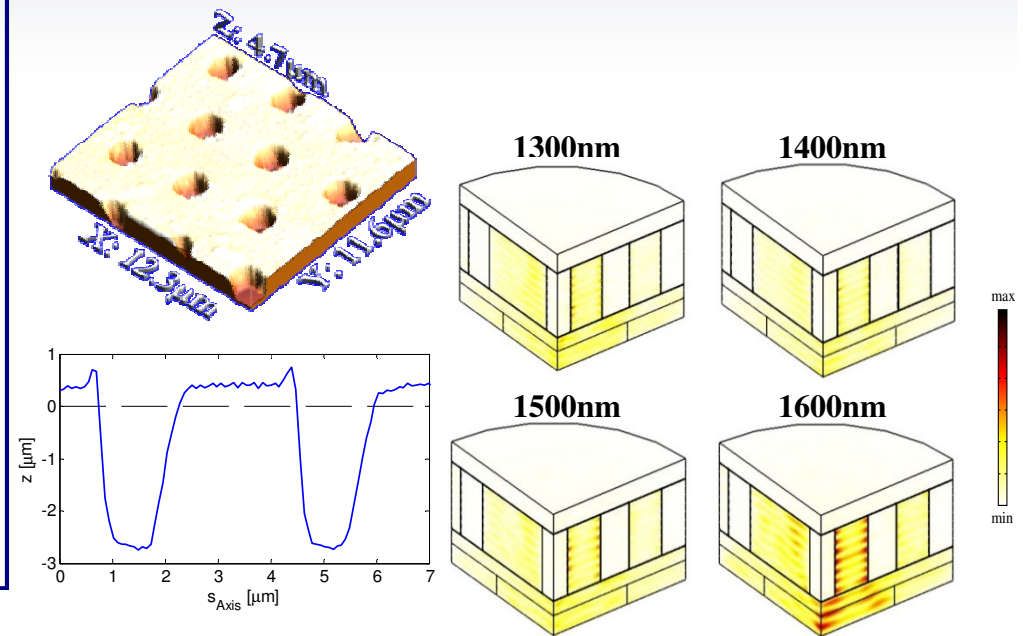 Z: 4.7µm
X: 12.3µm
Y: 11.6µm
1300nm
1400nm
1500nm
1600nm
max
min
1
0
-1
-2
-3
z [µm]
0 1 2 3 4 5 6 7
s_Axis [µm]